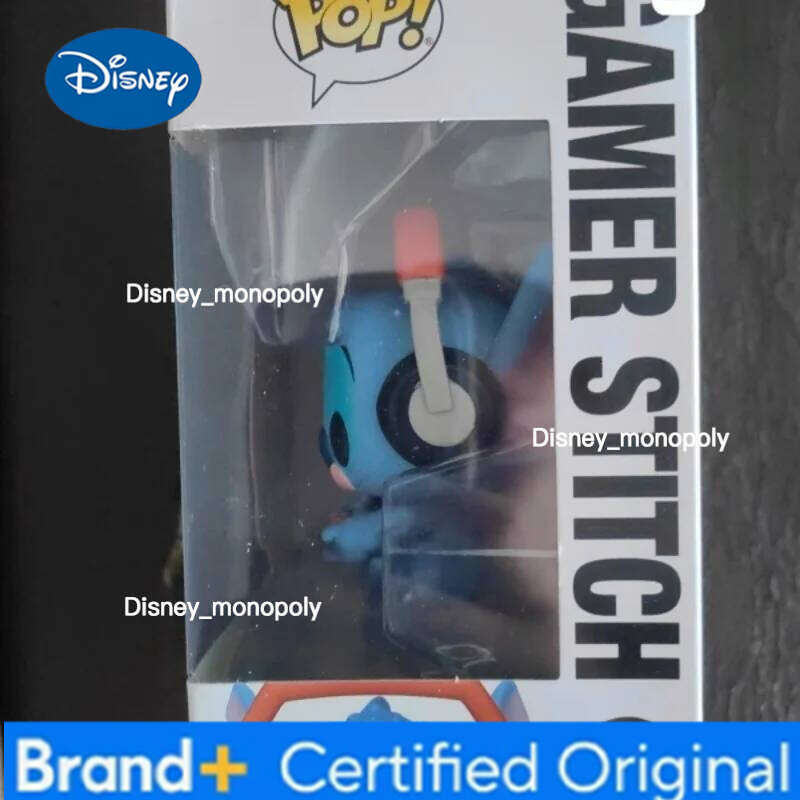 POP!
Disney
GAMER STITCH
Disney_monopoly
Disney_monopoly
Disney_monopoly
Brand+ Certified Original